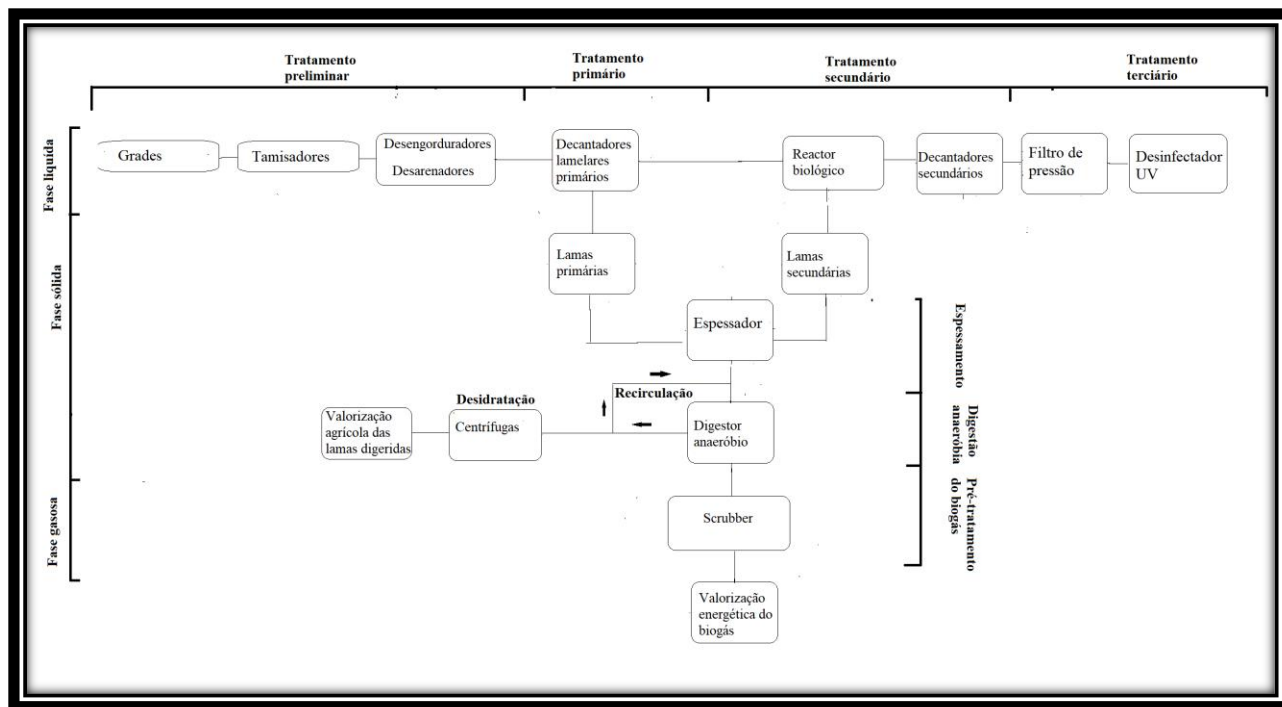 Tratamento
preliminar
Tratamento
primário
Tratamento
secundário
Tratamento
terciário
Fase liquida
Grades
Tamisadores
Desengorduradores
Desarenadores
Decantadores
lamelares
primários
Reactor
biológico
Decantadores
secundários
Filtro de
pressão
Desinfectador
UV
Fase sólida
Lamas
primárias
Lamas
secundárias
Espessador
Espessamento
Recirculação
Desidratação
Valorização
agrícola das
lamas digeridas
Centrífugas
Digestor
anaeróbio
Digestão
anaeróbia
Fase gasosa
Scrubber
Pré-tratamento
do biogás
Valorização
energética do
biogás